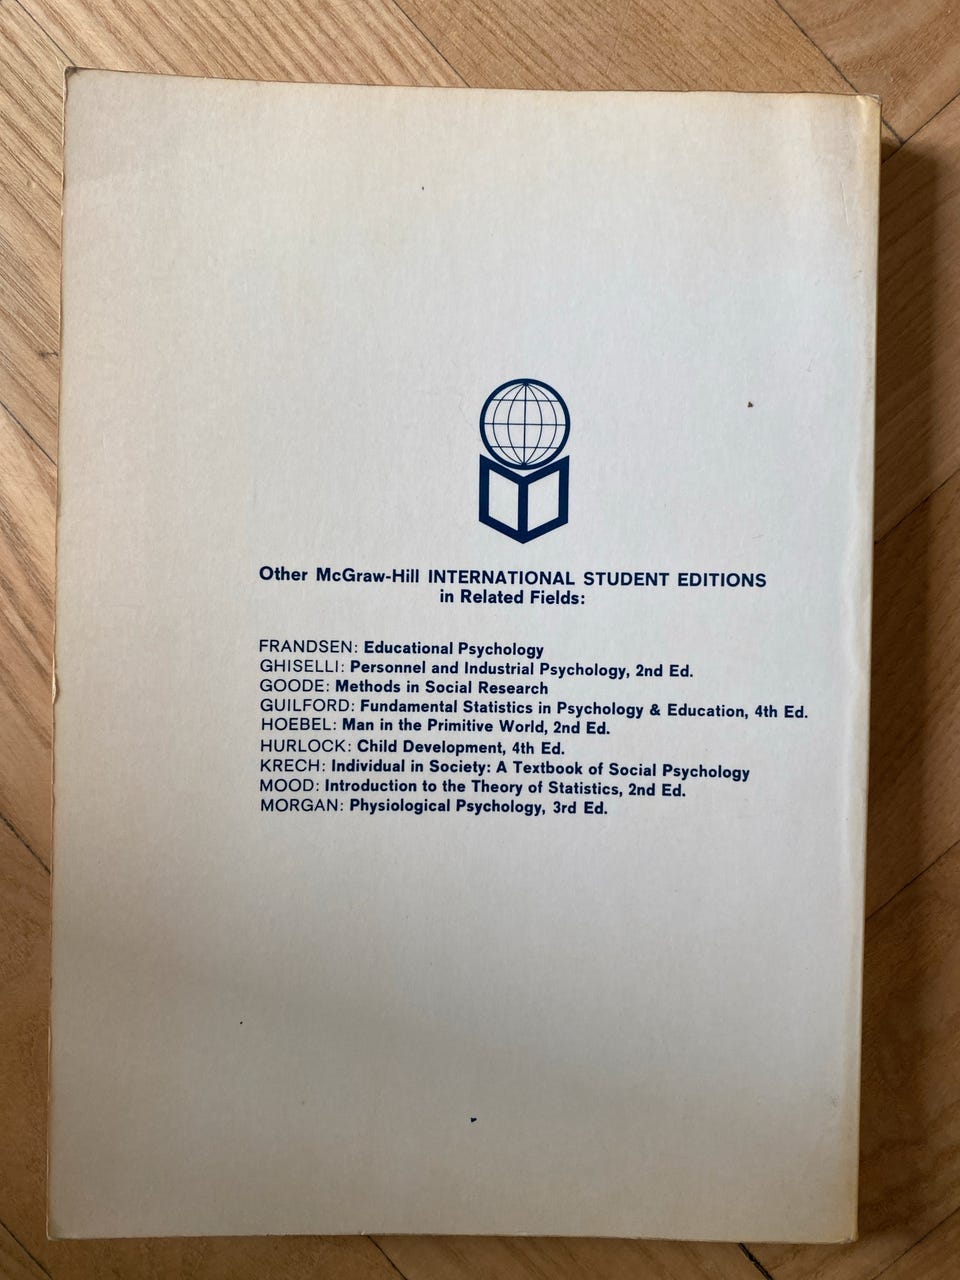 Other McGraw-Hill INTERNATIONAL STUDENT EDITIONS
in Related Fields:
FRANDSEN: Educational Psychology
GHISELLI: Personnel and Industrial Psychology, 2nd Ed.
GOODE: Methods in Social Research
GUILFORD: Fundamental Statistics in Psychology & Education, 4th Ed.
HOEBEL: Man in the Primitive World, 2nd Ed.
HURLOCK: Child Development, 4th Ed.
KRECH: Individual in Society: A Textbook of Social Psychology
MOOD: Introduction to the Theory of Statistics, 2nd Ed.
MORGAN: Physiological Psychology, 3rd Ed.